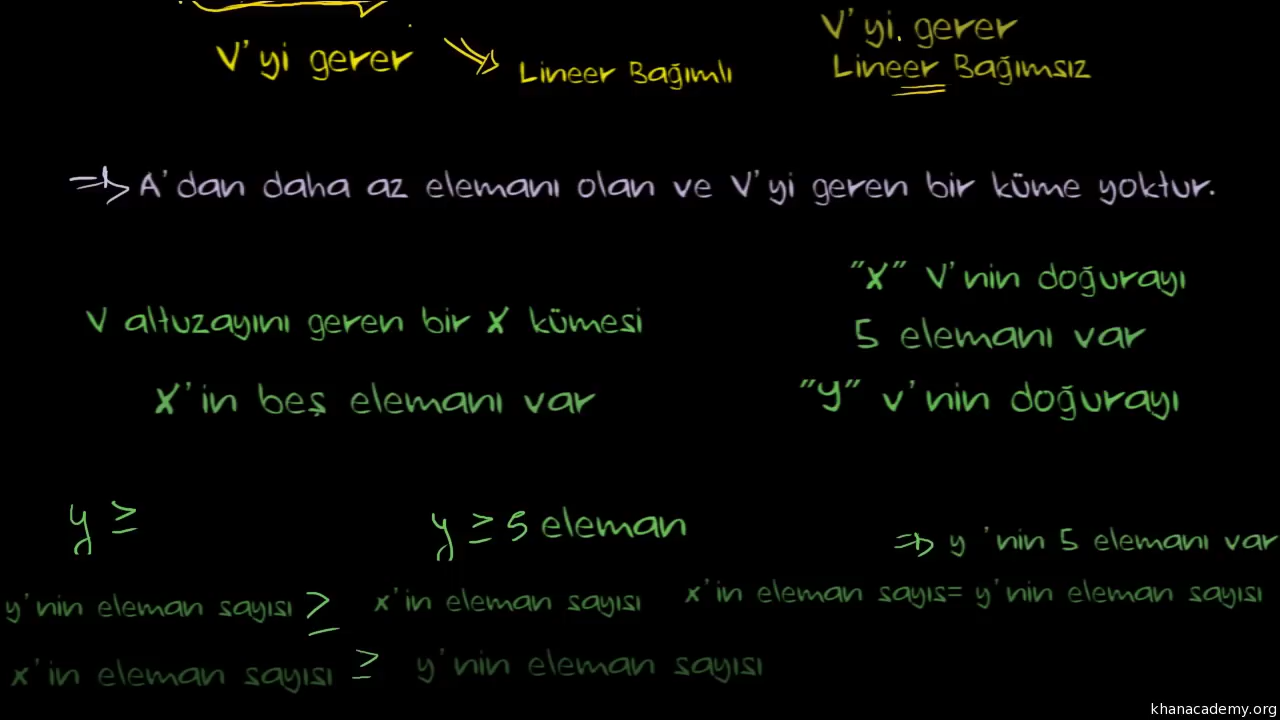 V'yi gerer
V'yi gerer
⇒ Lineer Bağımlı
Lineer Bağımsız
⇒ A'dan daha az elemanı olan ve V'yi geren bir küme yoktur.
"X" V'nin doğurayı
V altuzayını geren bir X kümesi
5 elemanı var
X'in beş elemanı var
"Y" V'nin doğurayı
y ≥
y ≥ 5 eleman
⇒ y 'nin 5 elemanı var
y'nin eleman sayısı ≥ x'in eleman sayısı
x'in eleman sayıs= y'nin eleman sayısı
x'in eleman sayısı ≥ y'nin eleman sayısı
khanacademy.org